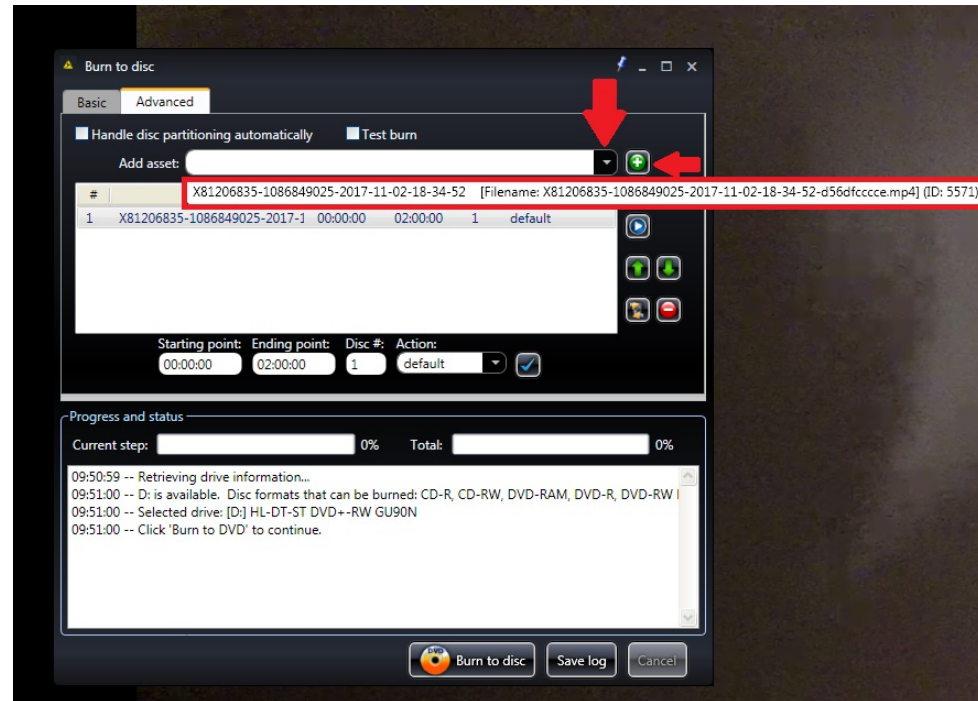 Burn to disc
Basic Advanced
Handle disc partitioning automatically Test burn
Add asset:
X81206835-1086849025-2017-11-02-18-34-52 [Filename: X81206835-1086849025-2017-11-02-18-34-52-d56dfcccce.mp4] (ID: 5571)
#
1 X81206835-1086849025-2017-1 00:00:00 02:00:00 1 default
Starting point: Ending point: Disc #: Action:
00:00:00 02:00:00 1 default
Progress and status
Current step: 0% Total: 0%
09:50:59 -- Retrieving drive information...
09:51:00 -- D: is available. Disc formats that can be burned: CD-R, CD-RW, DVD-RAM, DVD-R, DVD-RW
09:51:00 -- Selected drive: [D:] HL-DT-ST DVD+-RW GU90N
09:51:00 -- Click 'Burn to DVD' to continue.
DVD
Burn to disc Save log Cancel